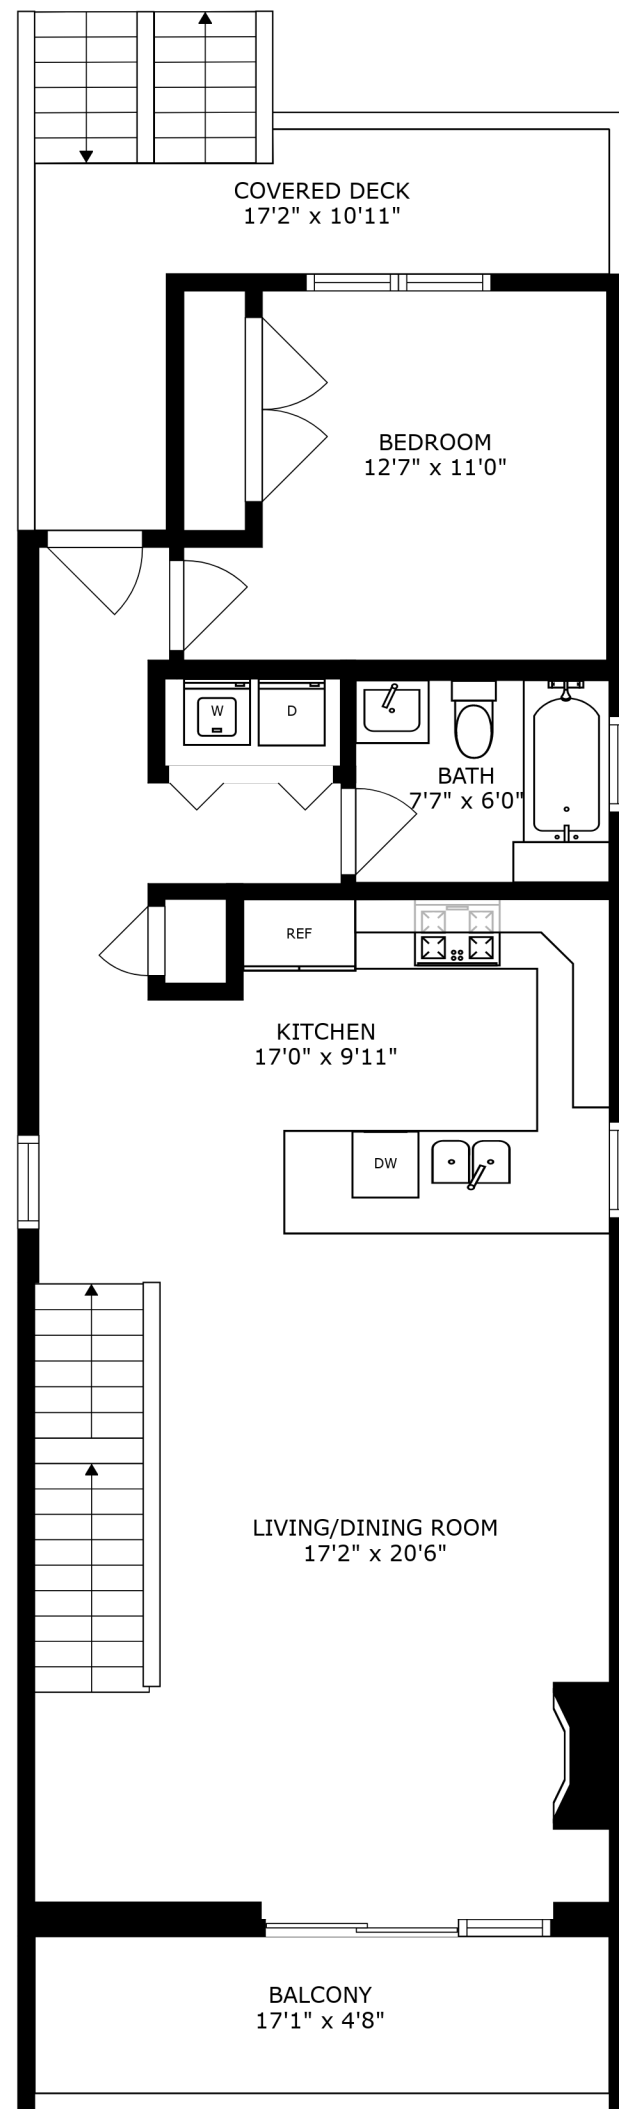 COVERED DECK
17'2" x 10'11"
BEDROOM
12'7" x 11'0"
W
D
BATH
7'7" x 6'0"
REF
KITCHEN
17'0" x 9'11"
DW
LIVING/DINING ROOM
17'2" x 20'6"
BALCONY
17'1" x 4'8"